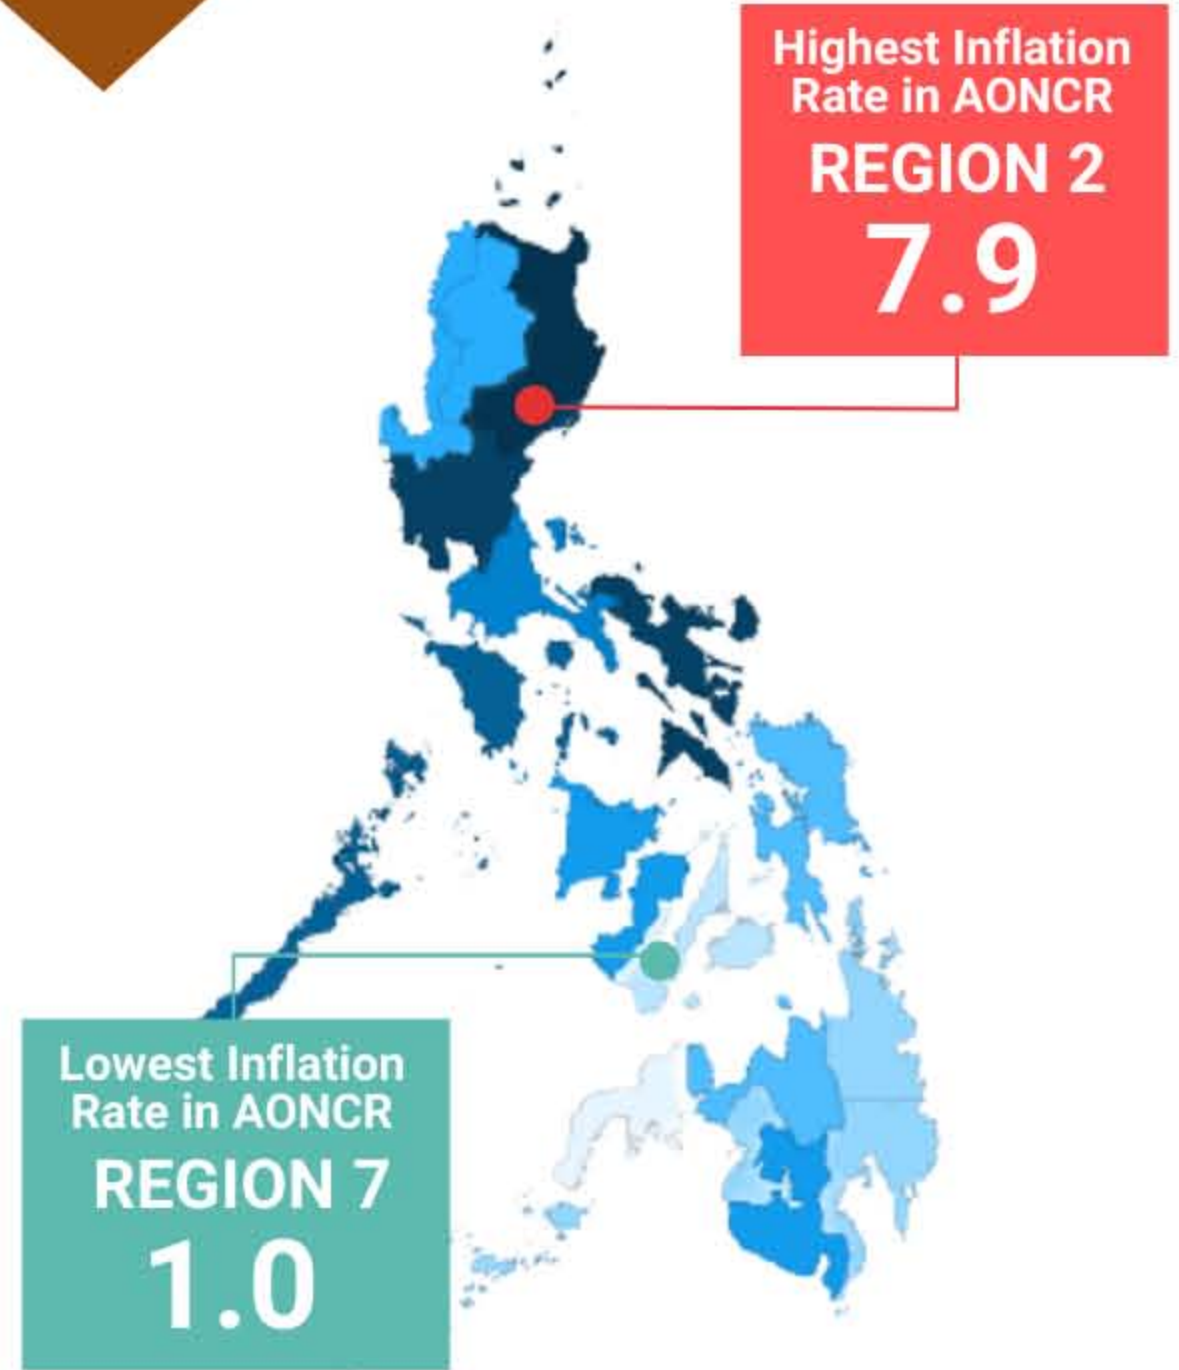 Highest Inflation
Rate in AONCR
REGION 2
7.9
Lowest Inflation
Rate in AONCR
REGION 7
1.0